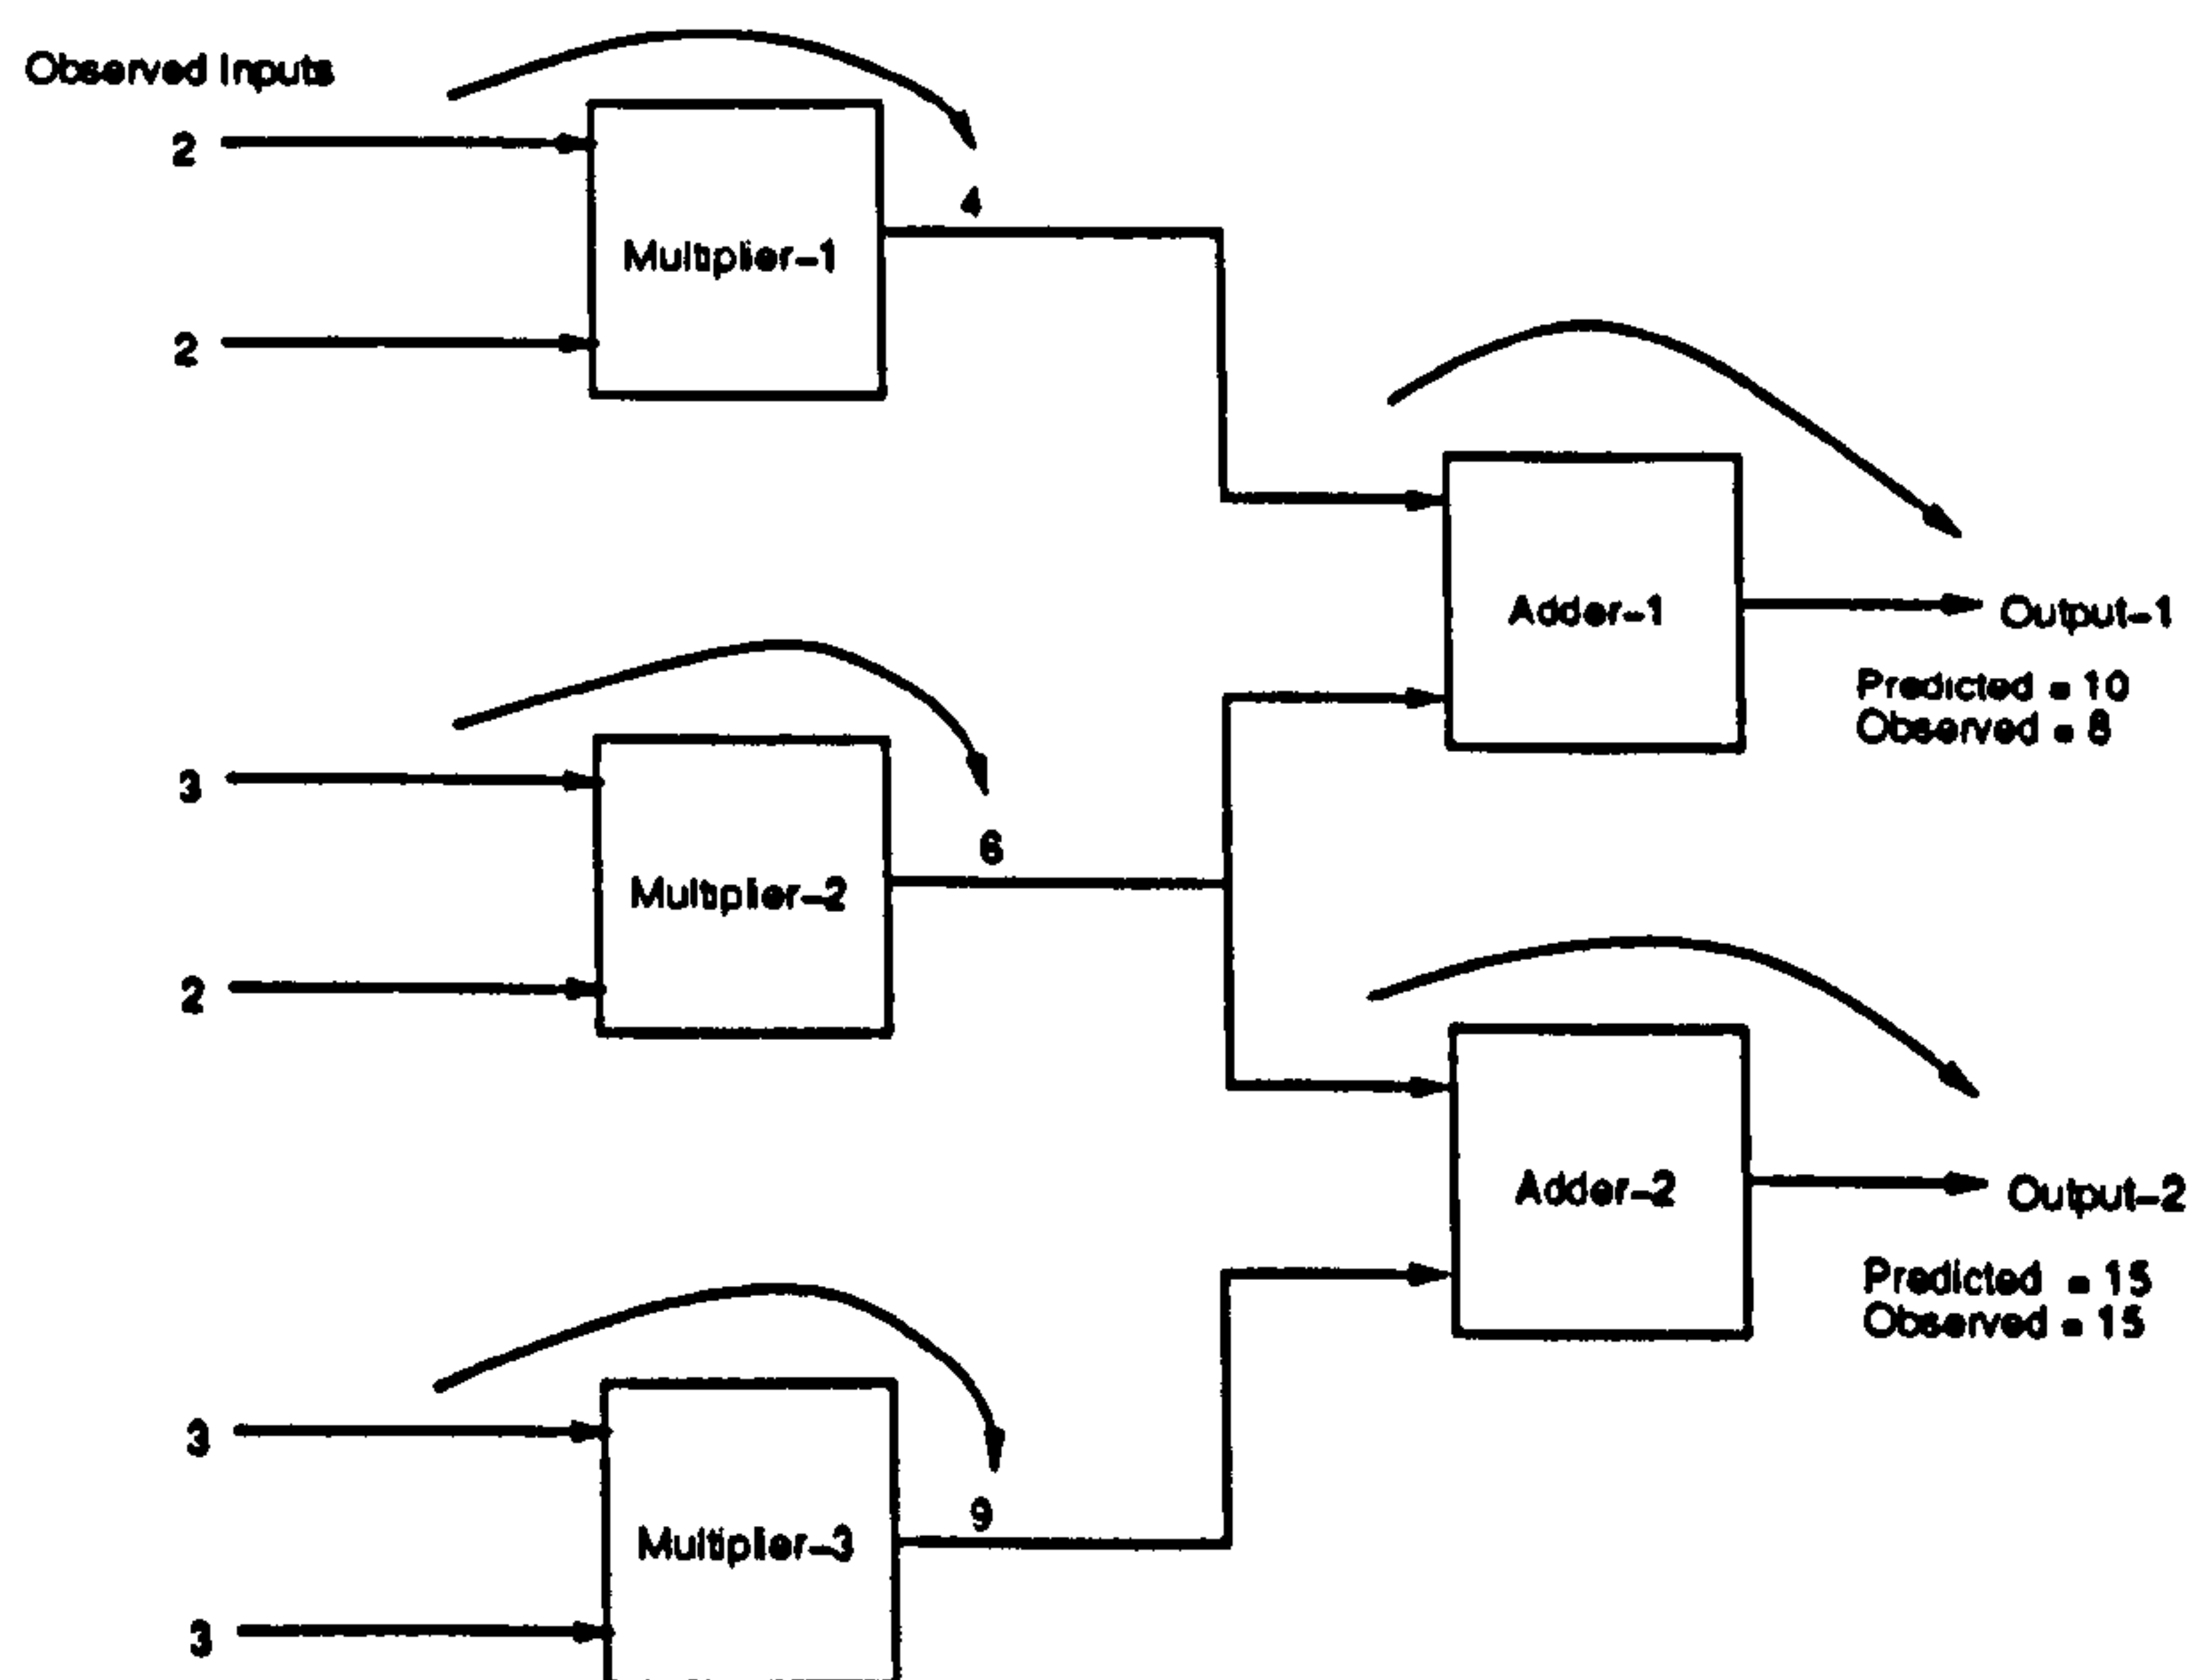 Observed Inputs
2
4
Multiplier-1
2
Adder-1
Output-1
Predicted = 10
Observed = 8
3
6
Multiplier-2
2
Adder-2
Output-2
Predicted = 15
Observed = 15
3
9
Multiplier-3
3